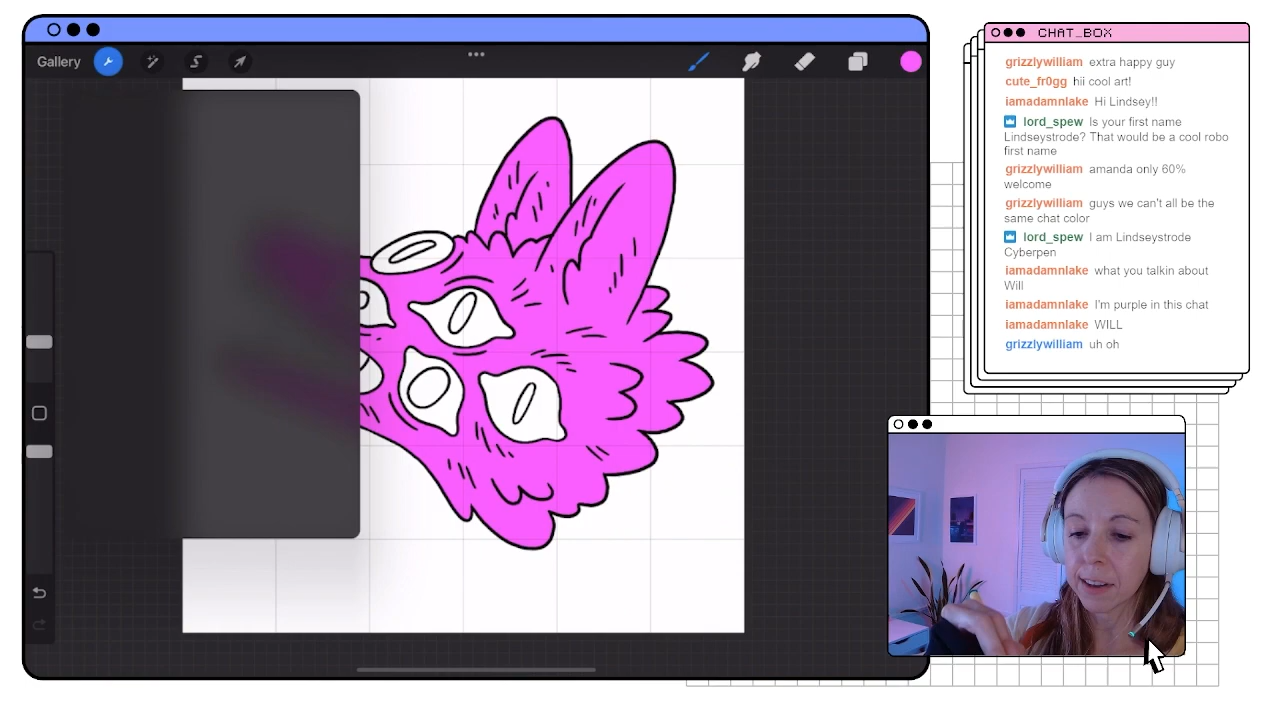 Gallery
CHAT_BOX
grizzlywilliam extra happy guy
cute_fr0gg hii cool art!
iamadamnlake Hi Lindsey!!
lord_spew Is your first name
Lindseystrode? That would be a cool robo
first name
grizzlywilliam amanda only 60%
welcome
grizzlywilliam guys we can't all be the
same chat color
lord_spew I am Lindseystrode
Cyberpen
iamadamnlake what you talkin about
Will
iamadamnlake I'm purple in this chat
iamadamnlake WILL
grizzlywilliam uh oh